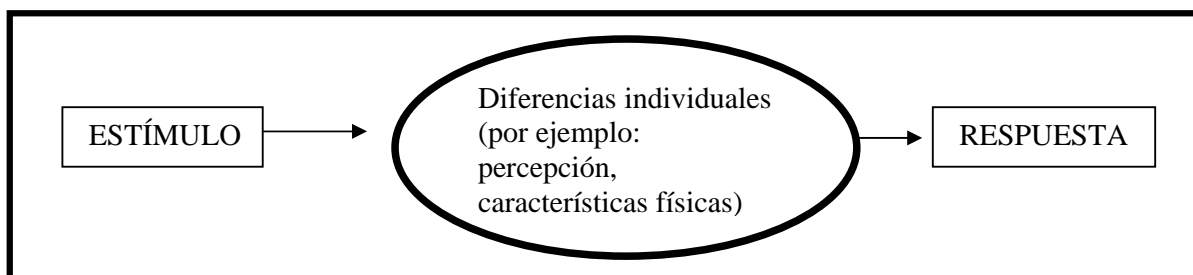 ESTÍMULO
Diferencias individuales
(por ejemplo:
percepción,
características físicas)
RESPUESTA